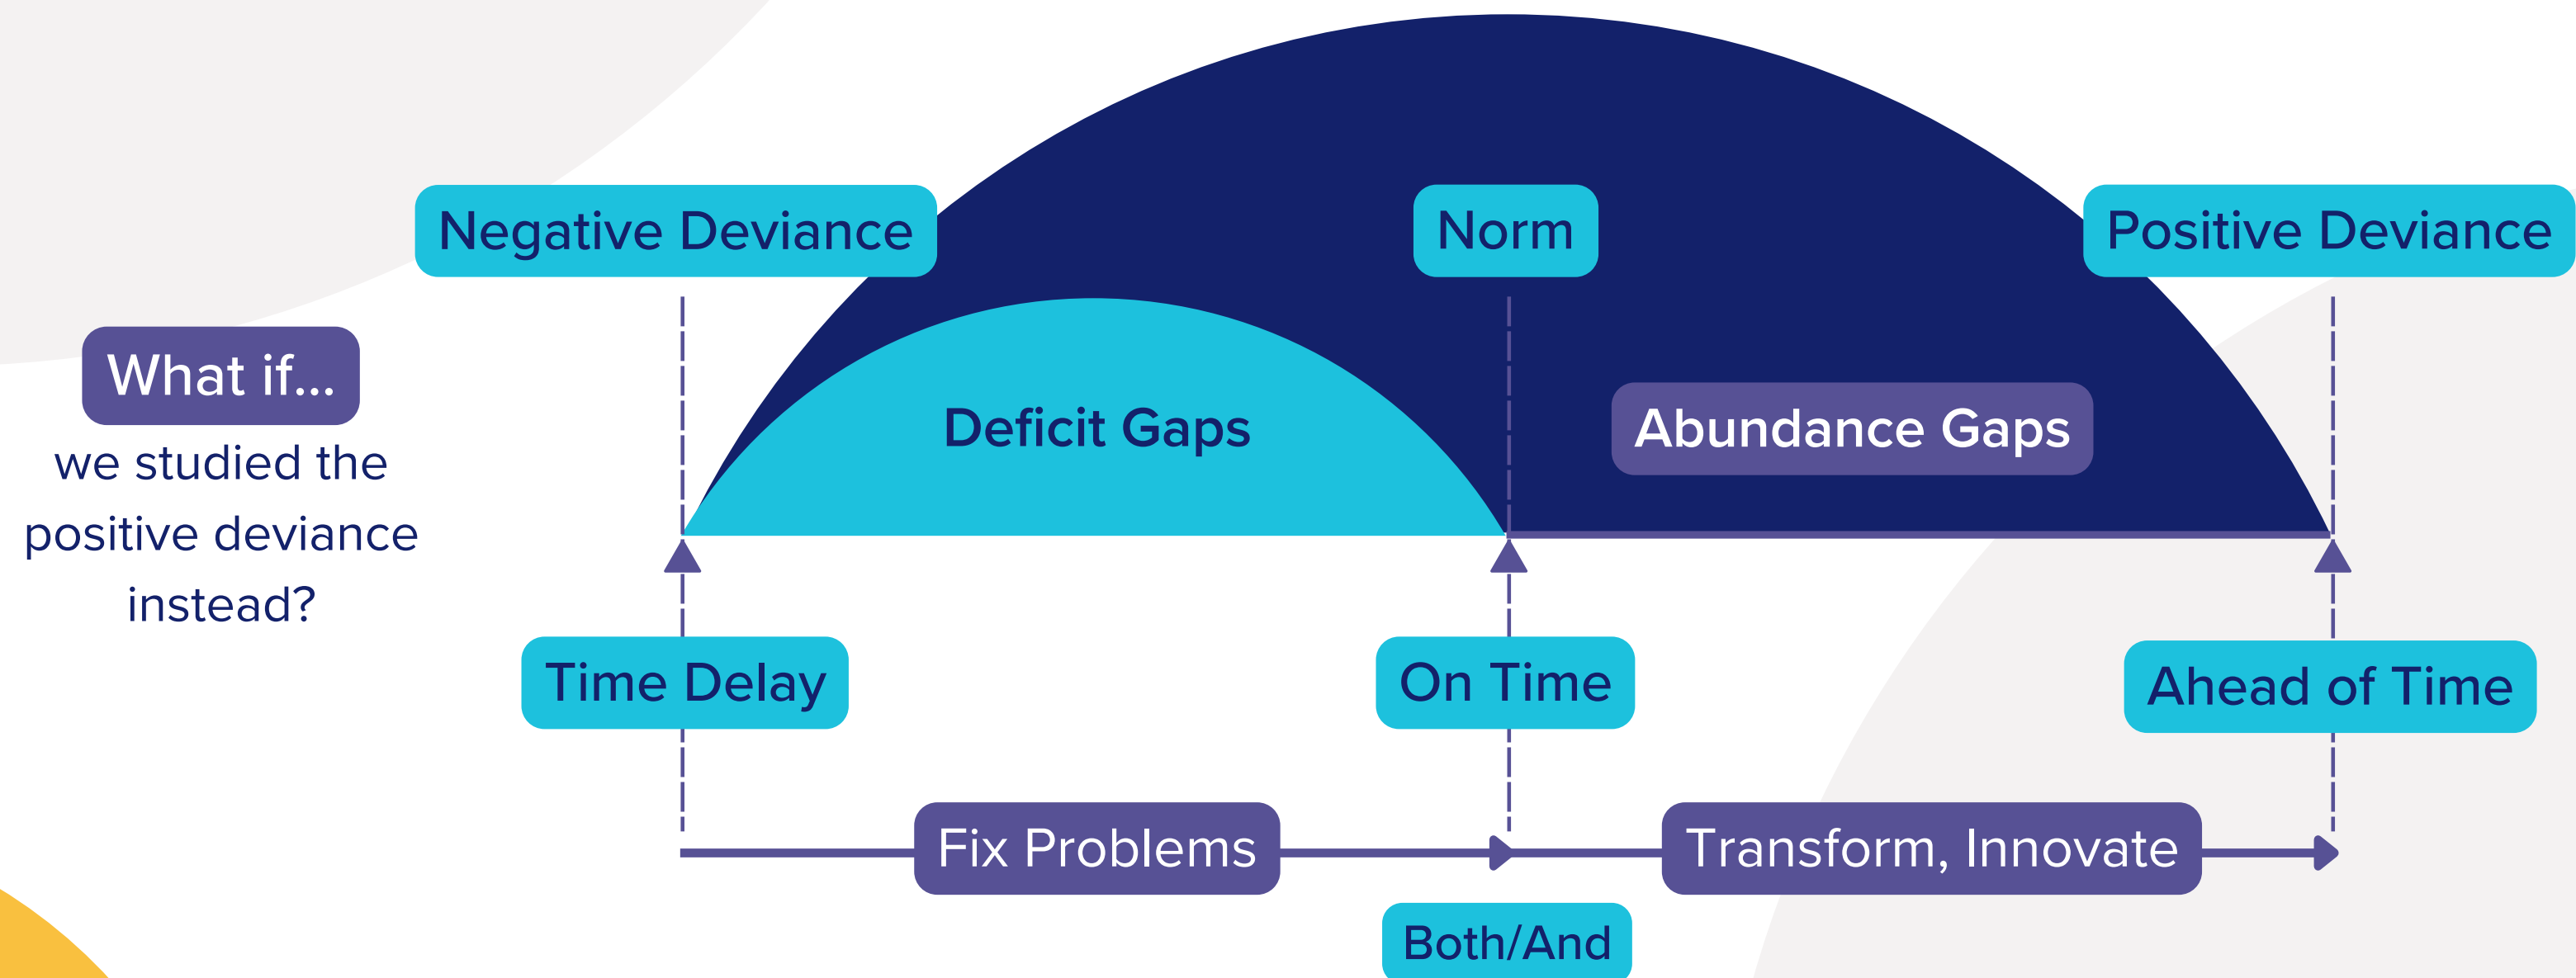 Negative Deviance
Norm
Positive Deviance
What if...
we studied the
positive deviance
instead?
Deficit Gaps
Abundance Gaps
Time Delay
On Time
Ahead of Time
Fix Problems
Transform, Innovate
Both/And